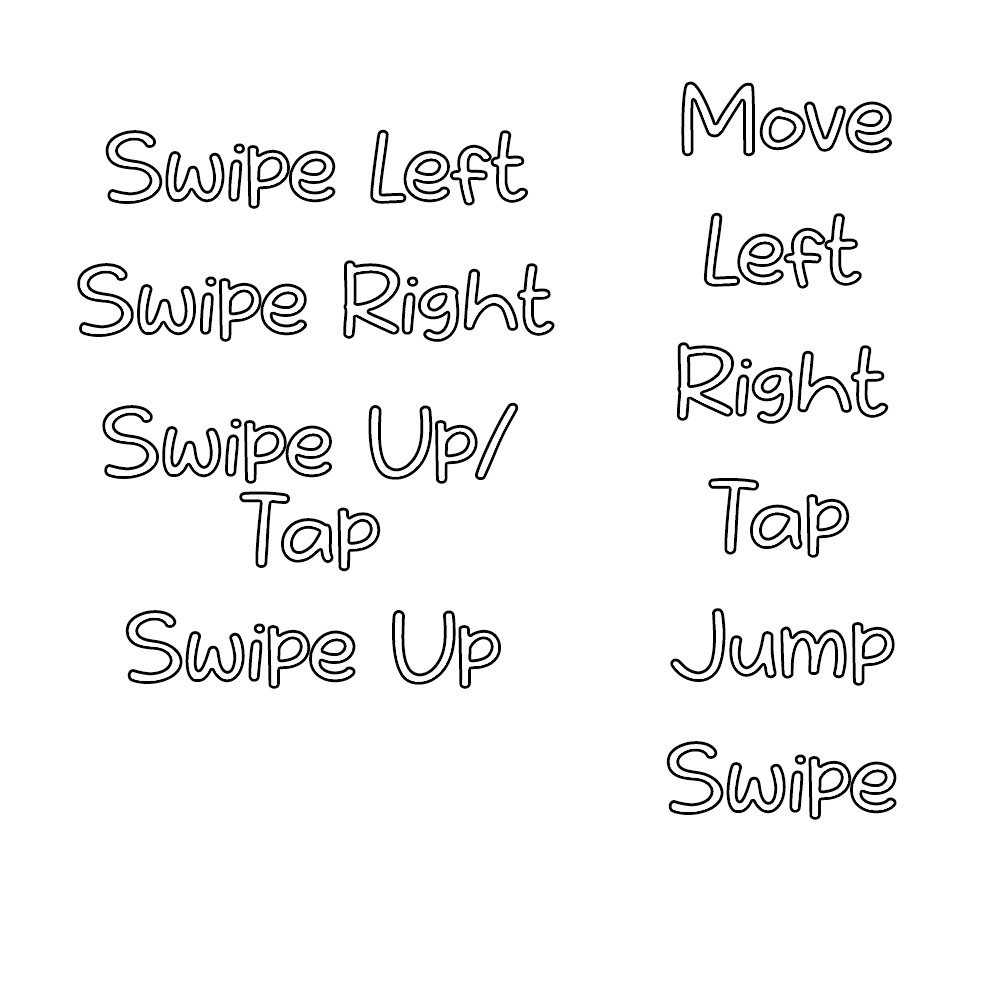 Swipe Left
Swipe Right
Swipe Up/
Tap
Swipe Up
Move
Left
Right
Tap
Jump
Swipe